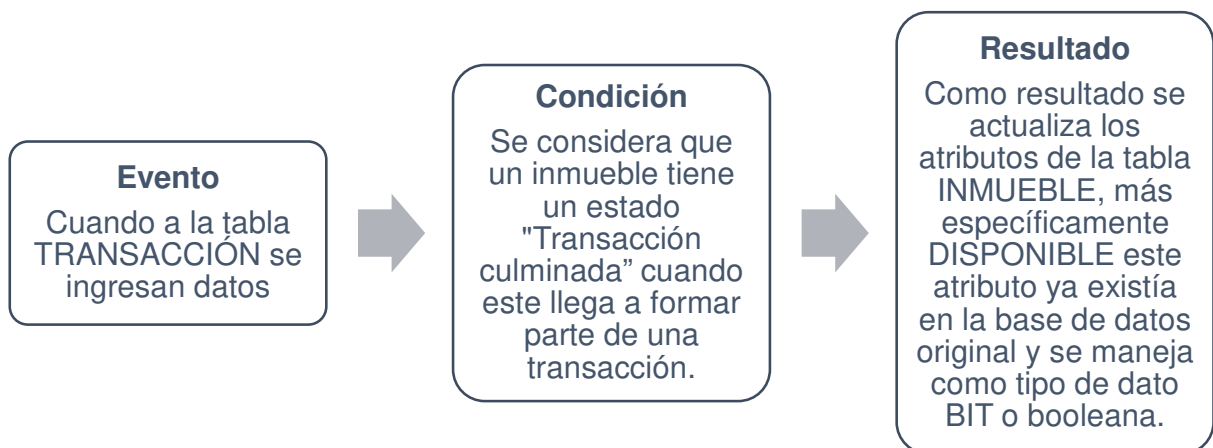 Evento
Cuando a la tabla
TRANSACCIÓN se
ingresan datos
Condición
Se considera que
un inmueble tiene
un estado
"Transacción
culminada” cuando
este llega a formar
parte de una
transacción.
Resultado
Como resultado se
actualiza los
atributos de la tabla
INMUEBLE, más
específicamente
DISPONIBLE este
atributo ya existía
en la base de datos
original y se maneja
como tipo de dato
BIT o booleana.